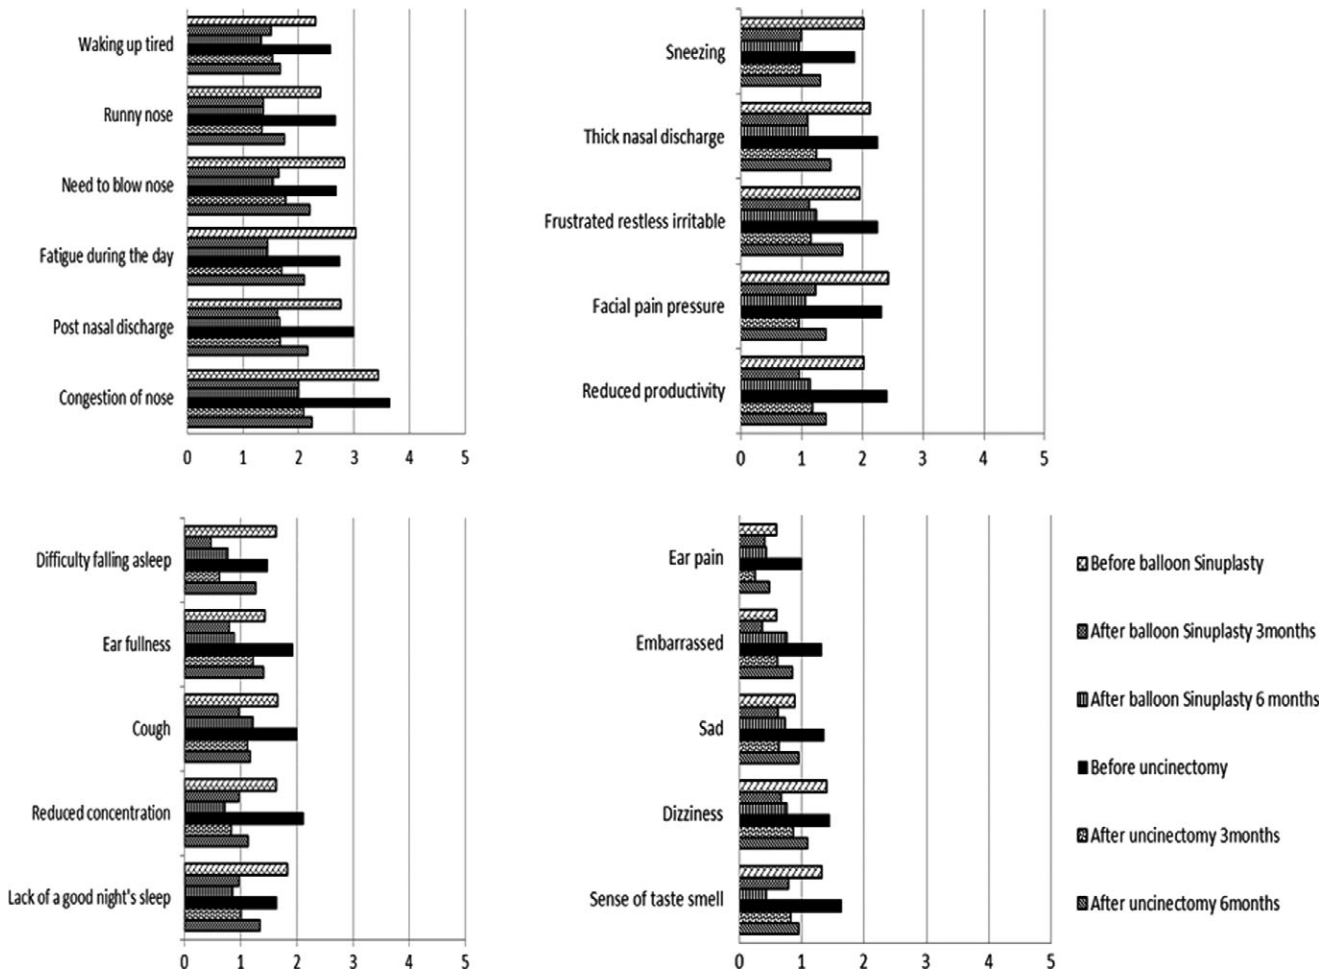 Waking up tired
Runny nose
Need to blow nose
Fatigue during the day
Post nasal discharge
Congestion of nose
0 1 2 3 4 5
Sneezing
Thick nasal discharge
Frustrated restless irritable
Facial pain pressure
Reduced productivity
0 1 2 3 4 5
Difficulty falling asleep
Ear fullness
Cough
Reduced concentration
Lack of a good night's sleep
0 1 2 3 4 5
Ear pain
Embarrassed
Sad
Dizziness
Sense of taste smell
0 1 2 3 4 5
Before balloon Sinuplasty
After balloon Sinuplasty 3months
After balloon Sinuplasty 6 months
Before uncinectomy
After uncinectomy 3months
After uncinectomy 6months